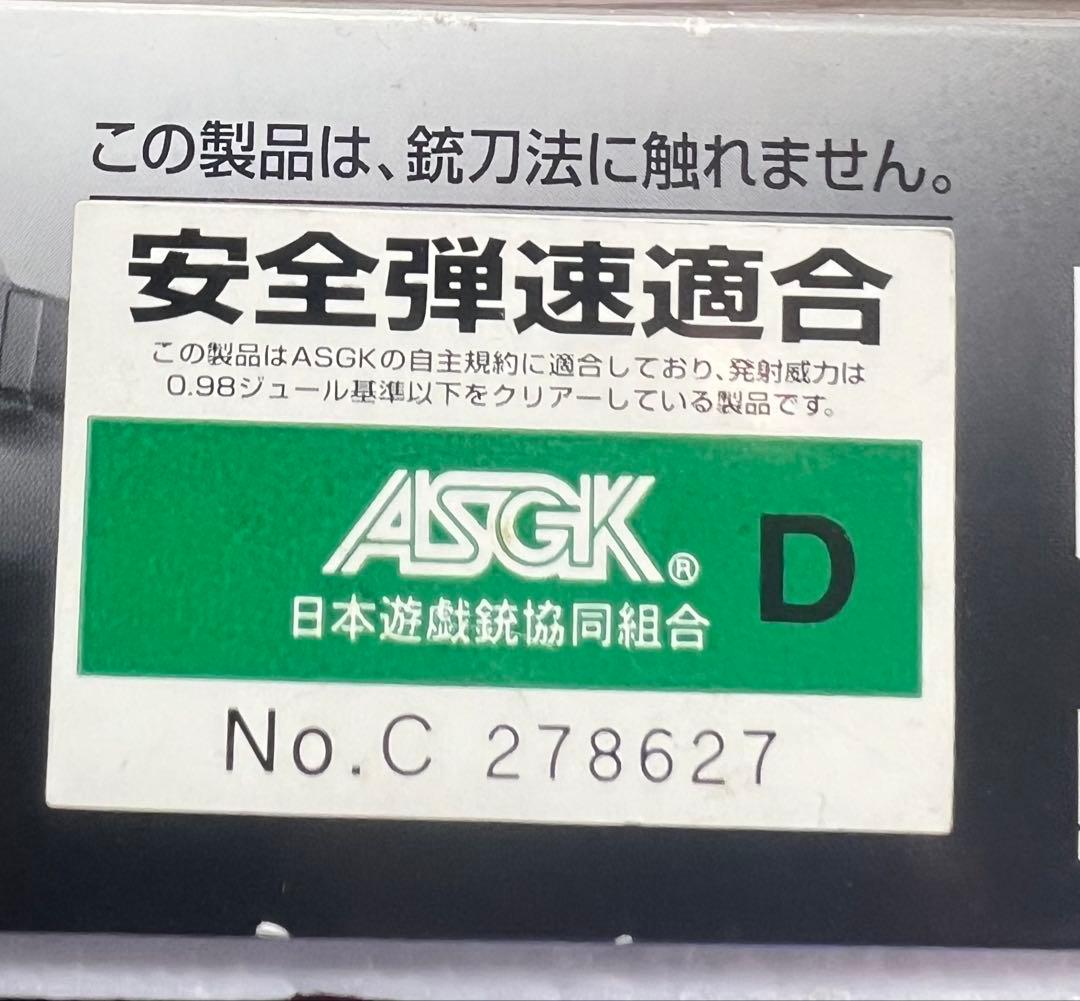 この製品は、銃刀法に触れません。
安全弾速適合
この製品はASGKの自主規約に適合しており、発射威力は
0.98ジュール基準以下をクリアーしている製品です。
ASGK®
D
日本遊戯銃協同組合
No.C 278627